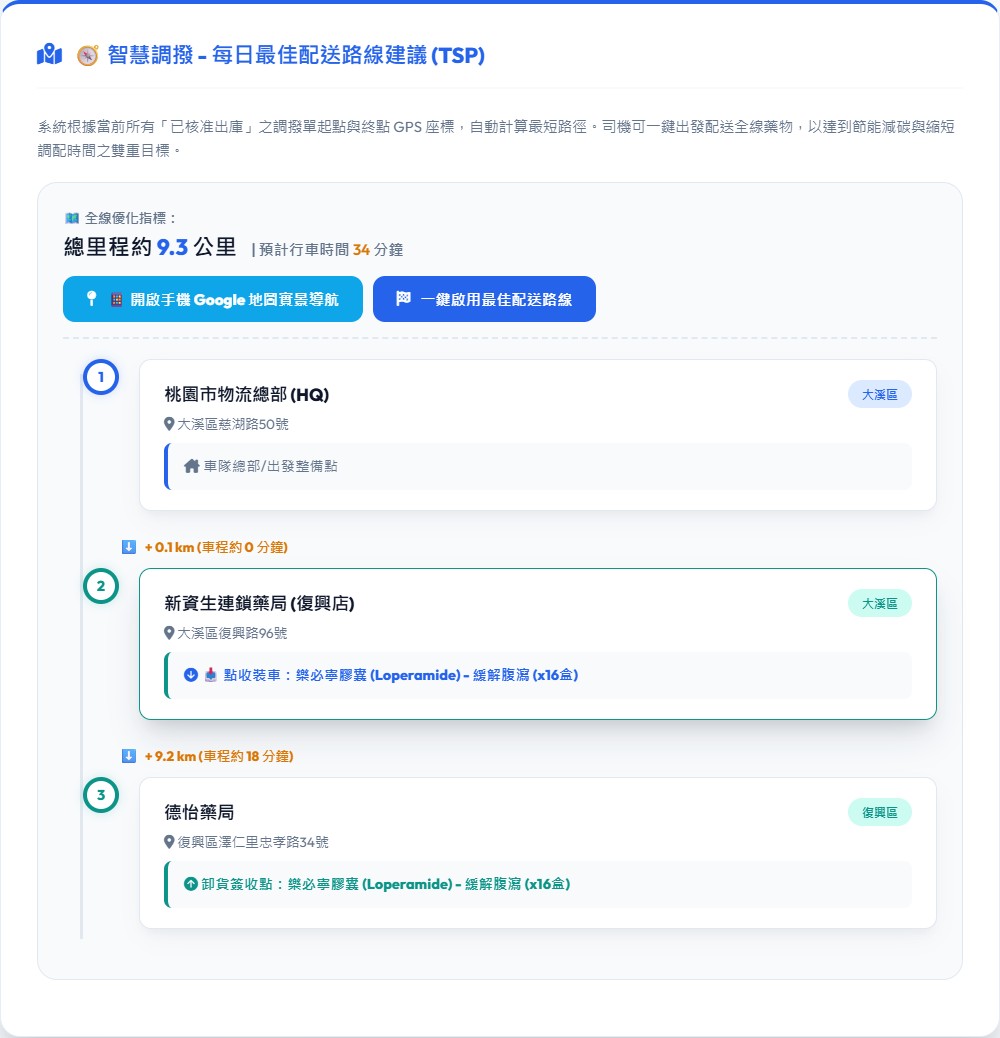 智慧調撥 - 每日最佳配送路線建議 (TSP)
系統根據當前所有「已核准出庫」之調撥單起點與終點 GPS 座標，自動計算最短路徑。司機可一鍵出發配送全線藥物，以達到節能減碳與縮短
調配時間之雙重目標。
全線優化指標：
總里程約 9.3 公里 | 預計行車時間 34 分鐘
開啟手機 Google 地圖實景導航
一鍵啟用最佳配送路線
1
桃園市物流總部 (HQ)
大溪區
大溪區慈湖路50號
車隊總部/出發整備點
+ 0.1 km (車程約 0 分鐘)
2
新資生連鎖藥局 (復興店)
大溪區
大溪區復興路96號
點收裝車：樂必寧膠囊 (Loperamide) - 緩解腹瀉 (x16盒)
+ 9.2 km (車程約 18 分鐘)
3
德怡藥局
復興區
復興區澤仁里忠孝路34號
卸貨簽收點：樂必寧膠囊 (Loperamide) - 緩解腹瀉 (x16盒)